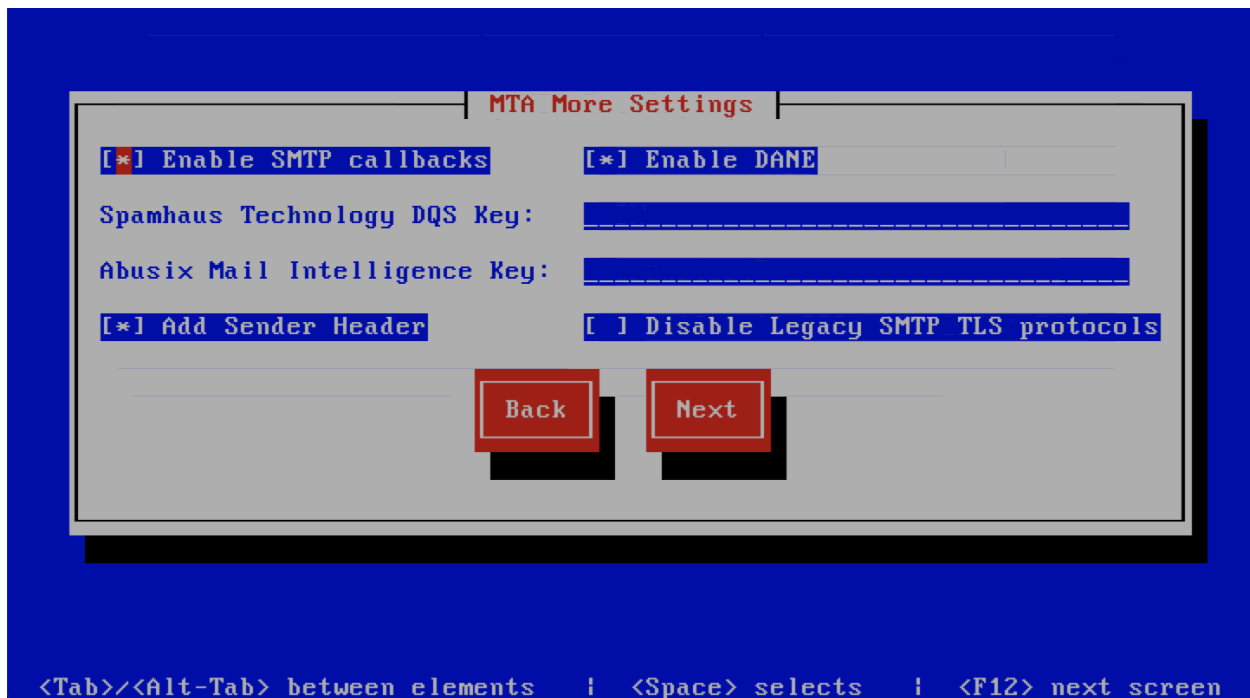 MTA More Settings
[*] Enable SMTP callbacks [*] Enable DANE
Spamhaus Technology DQS Key:
Abusix Mail Intelligence Key:
[*] Add Sender Header [ ] Disable Legacy SMTP TLS protocols
Back Next
<Tab>/<Alt-Tab> between elements | <Space> selects | <F12> next screen